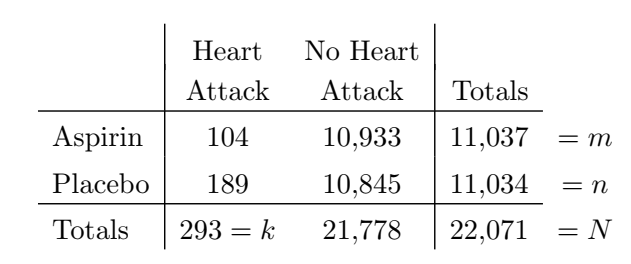 Heart No Heart
Attack Attack Totals
Aspirin 104 10,933 11,037 = m
Placebo 189 10,845 11,034 = n
Totals 293 = k 21,778 22,071 = N